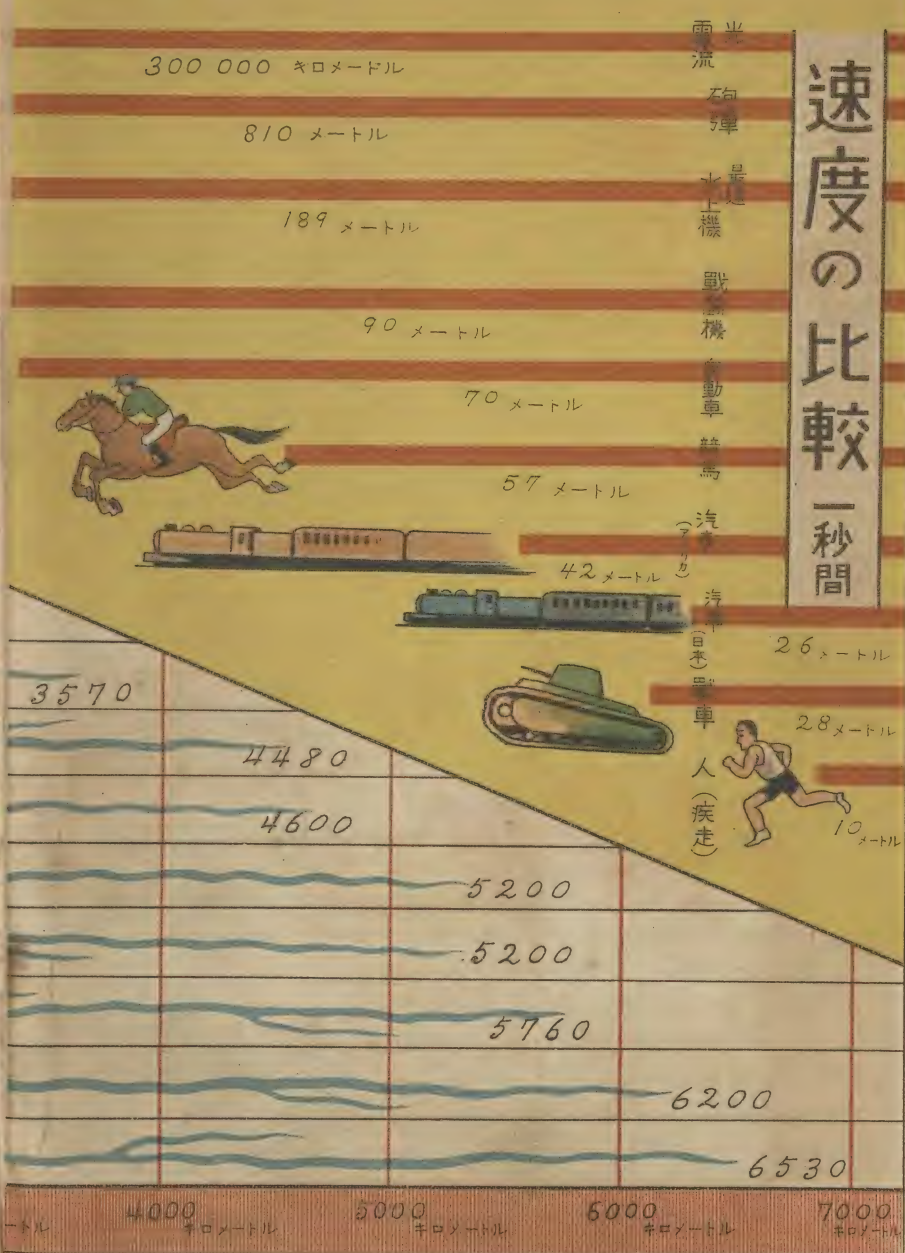 速度の比較 一秒間
光
電流
300 000 キロメートル
砲彈
810 メートル
最速
水上機
189 メートル
戰鬪機
90 メートル
自動車
70 メートル
競馬
57 メートル
汽車
(アメリカ)
42 メートル
汽車
(日本)
26 メートル
戰車
28 メートル
人(疾走)
10 メートル
3570
4480
4600
5200
5200
5760
6200
6530
ートル
4000 キロメートル
5000 キロメートル
6000 キロメートル
7000 キロメートル